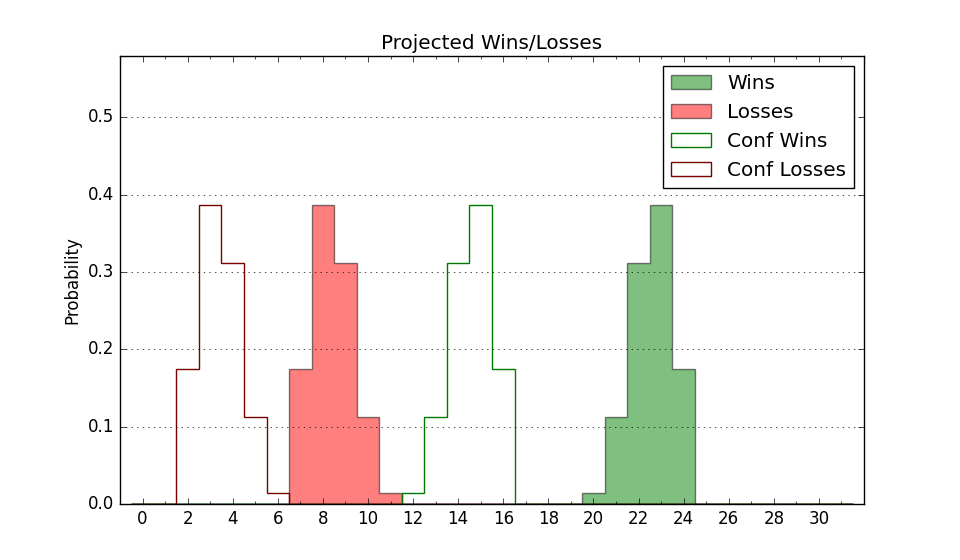 Projected Wins/Losses
Wins
Losses
Conf Wins
Conf Losses
Probability
0.5
0.4
0.3
0.2
0.1
0.0
0 2 4 6 8 10 12 14 16 18 20 22 24 26 28 30